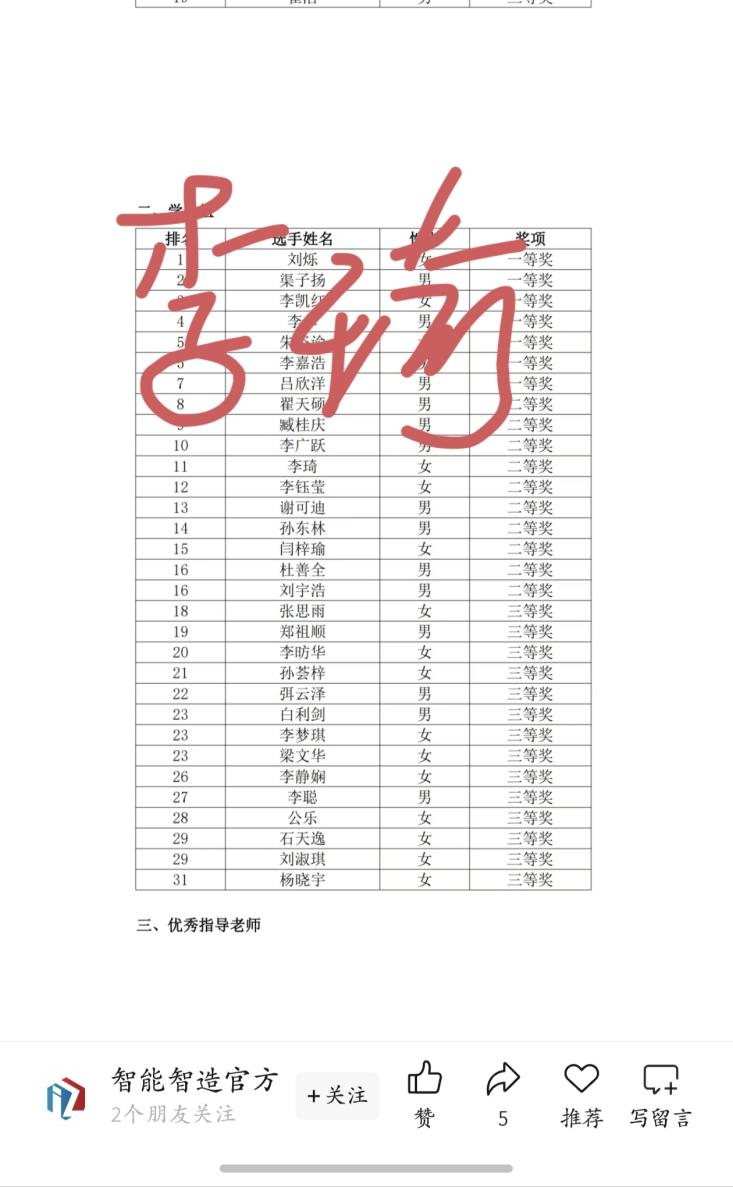 排名 选手姓名 奖项
1 刘烁 女 一等奖
2 渠子扬 男 一等奖
李凯红 女 一等奖
4 李 男 一等奖
5 朱 一等奖
李嘉浩 一等奖
7 吕欣洋 男 一等奖
8 翟天硕 男 二等奖
9 臧桂庆 男 二等奖
10 李广跃 男 二等奖
11 李琦 女 二等奖
12 李钰莹 女 二等奖
13 谢可迪 男 二等奖
14 孙东林 男 二等奖
15 闫梓瑜 女 二等奖
16 杜善全 男 二等奖
16 刘宇浩 男 二等奖
18 张思雨 女 三等奖
19 郑祖顺 男 三等奖
20 李昉华 女 三等奖
21 孙荟梓 女 三等奖
22 弭云泽 男 三等奖
23 白利剑 男 三等奖
23 李梦琪 女 三等奖
23 梁文华 女 三等奖
26 李静娴 女 三等奖
27 李聪 男 三等奖
28 公乐 女 三等奖
29 石天逸 女 三等奖
29 刘淑琪 女 三等奖
31 杨晓宇 女 三等奖
三、优秀指导老师
智能智造官方
2个朋友关注
+关注
赞 5 推荐 写留言